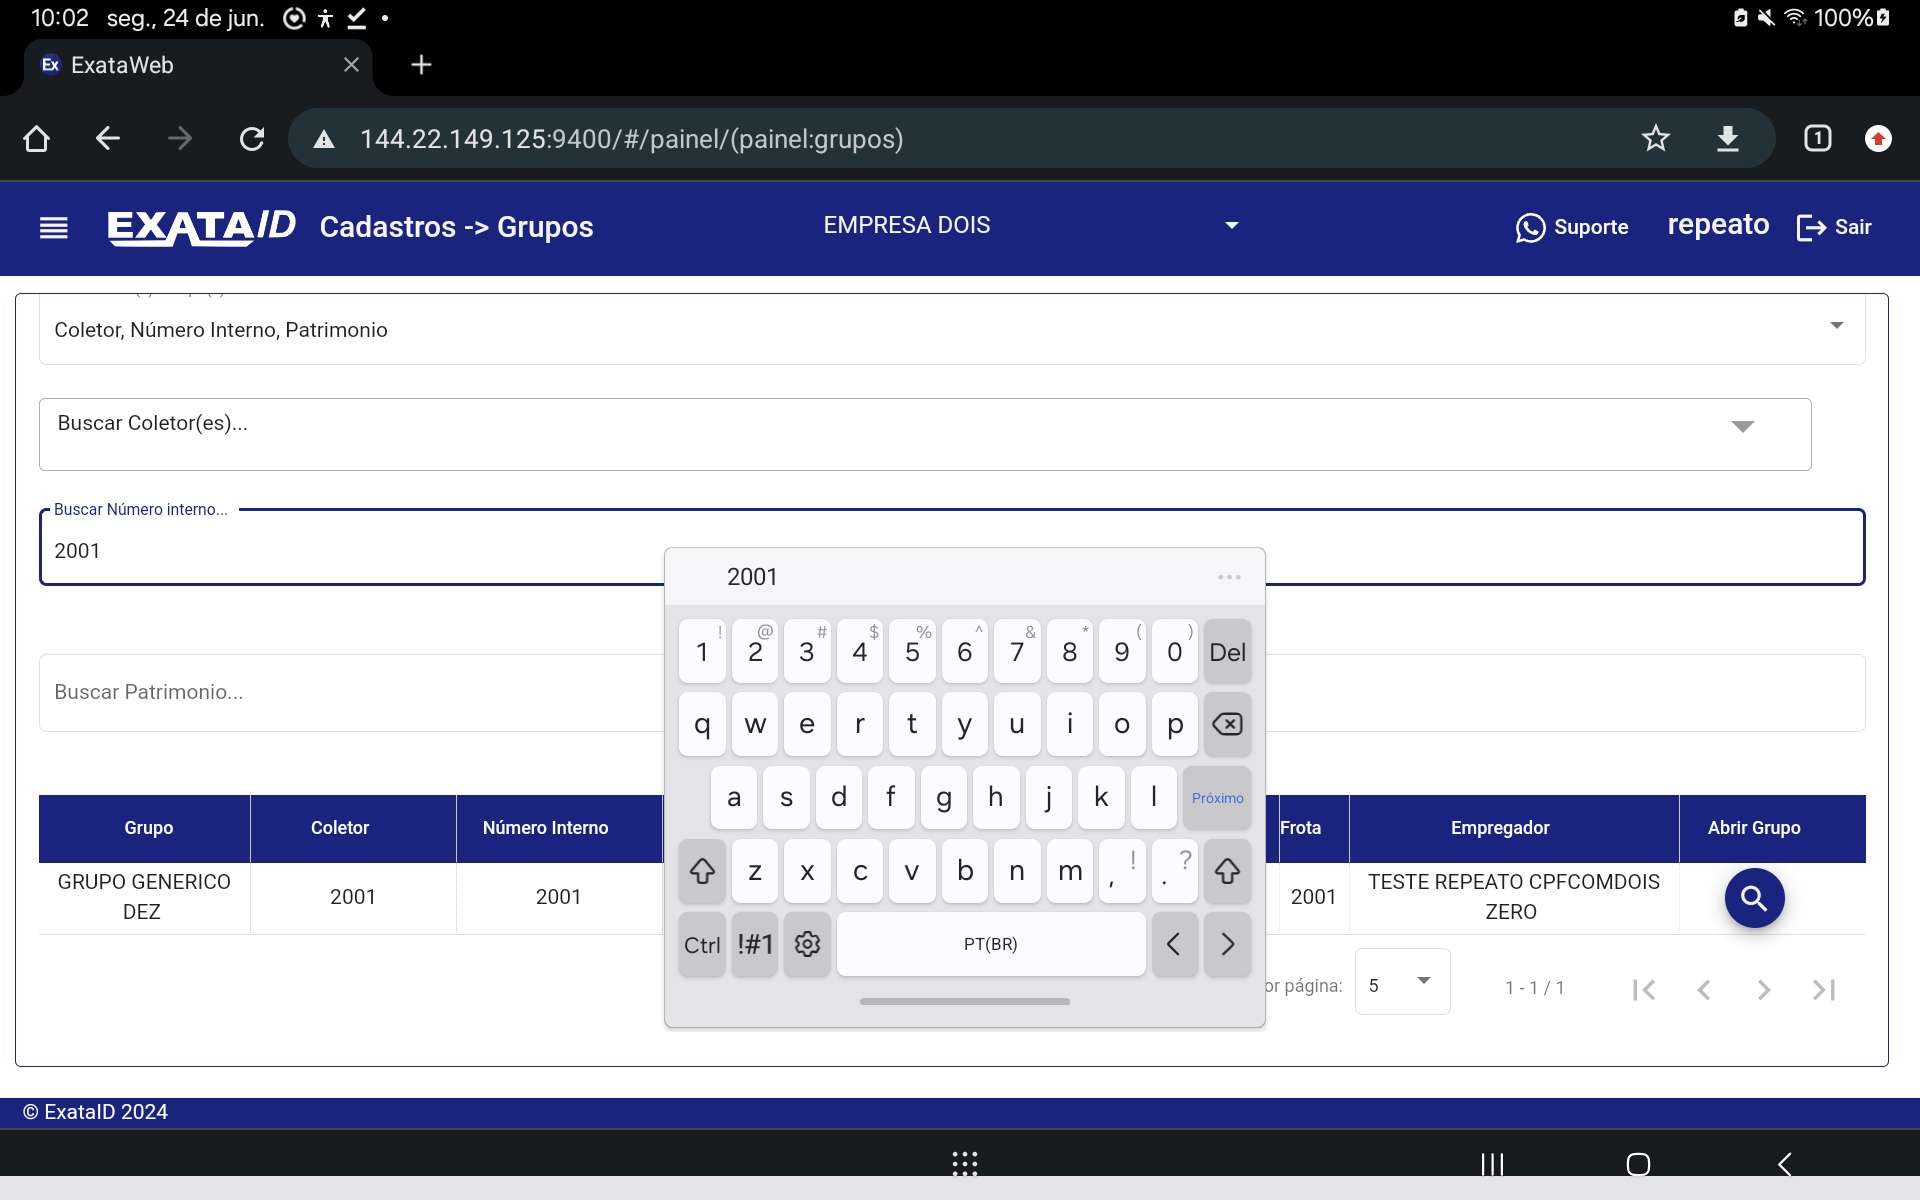 10:02 seg., 24 de jun. 100%
Ex ExataWeb
144.22.149.125:9400/#/painel/(painel:grupos) 1
EXATAID Cadastros -> Grupos EMPRESA DOIS Suporte repeato Sair
Coletor, Número Interno, Patrimonio
Buscar Coletor(es)...
Buscar Número interno...
2001
2001 ...
1 ! 2 @ 3 # 4 $ 5 % 6 ^ 7 & 8 * 9 ( 0 ) Del
q w e r t y u i o p
Buscar Patrimonio...
a s d f g h j k l Próximo
Grupo Coletor Número Interno Frota Empregador Abrir Grupo
z x c v b n m , ! . ?
GRUPO GENERICO DEZ 2001 2001 2001 TESTE REPEATO CPFCOMDOIS ZERO
Ctrl !#1 PT(BR)
or página: 5 1 - 1 / 1
© ExataID 2024